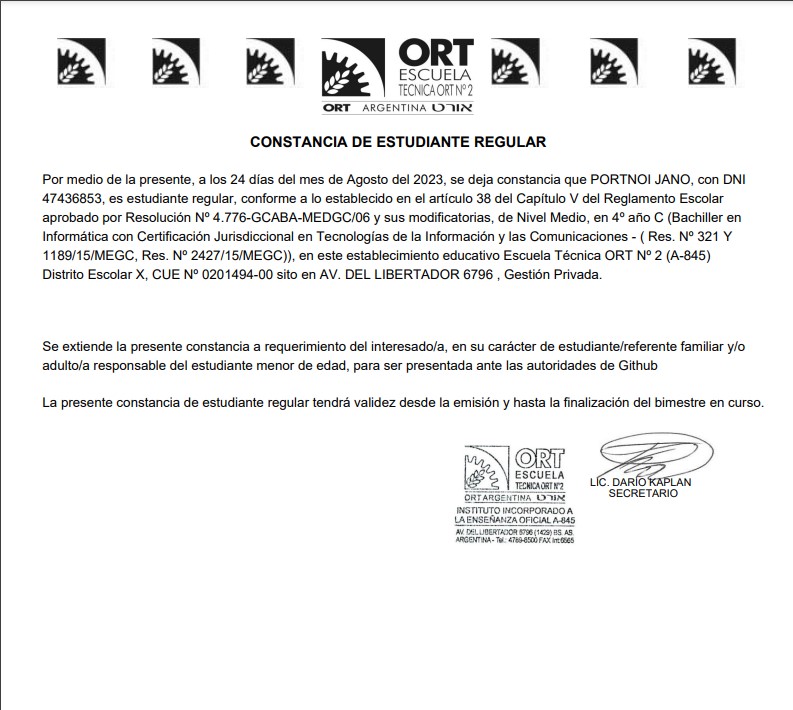 ORT
ESCUELA
TECNICA ORT Nº 2
ORT ARGENTINA אורט
CONSTANCIA DE ESTUDIANTE REGULAR
Por medio de la presente, a los 24 días del mes de Agosto del 2023, se deja constancia que PORTNOI JANO, con DNI
47436853, es estudiante regular, conforme a lo establecido en el artículo 38 del Capítulo V del Reglamento Escolar
aprobado por Resolución Nº 4.776-GCABA-MEDGC/06 y sus modificatorias, de Nivel Medio, en 4º año C (Bachiller en
Informática con Certificación Jurisdiccional en Tecnologías de la Información y las Comunicaciones - ( Res. Nº 321 Y
1189/15/MEGC, Res. Nº 2427/15/MEGC)), en este establecimiento educativo Escuela Técnica ORT Nº 2 (A-845)
Distrito Escolar X, CUE Nº 0201494-00 sito en AV. DEL LIBERTADOR 6796 , Gestión Privada.
Se extiende la presente constancia a requerimiento del interesado/a, en su carácter de estudiante/referente familiar y/o
adulto/a responsable del estudiante menor de edad, para ser presentada ante las autoridades de Github
La presente constancia de estudiante regular tendrá validez desde la emisión y hasta la finalización del bimestre en curso.
ORT
ESCUELA
TECNICA ORT Nº2
ORT ARGENTINA אורט
INSTITUTO INCORPORADO A
LA ENSEÑANZA OFICIAL A-845
AV. DEL LIBERTADOR 6796 (1429) BS. AS.
ARGENTINA - Tel.: 4789-6500 FAX Int:6565
LIC. DARIO KAPLAN
SECRETARIO